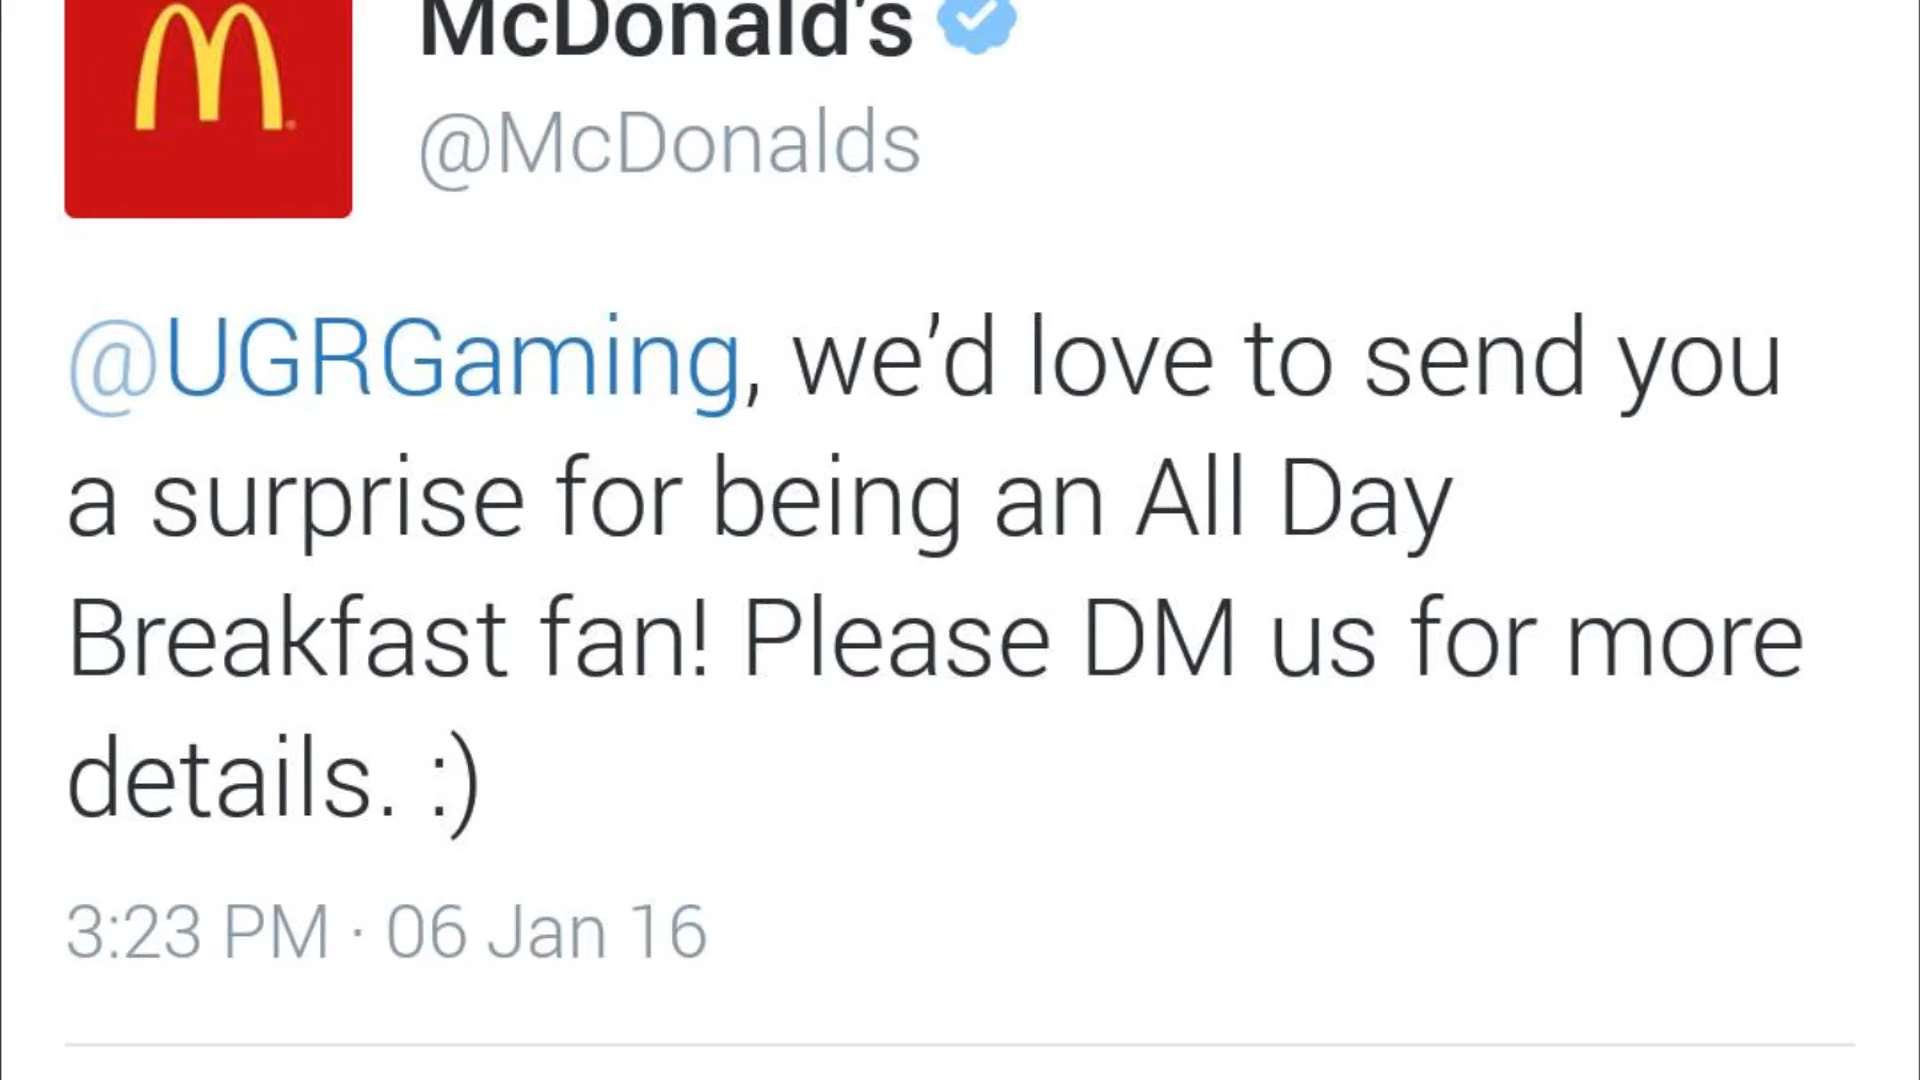 McDonald's
@McDonalds
@UGRGaming, we’d love to send you
a surprise for being an All Day
Breakfast fan! Please DM us for more
details. :)
3:23 PM · 06 Jan 16